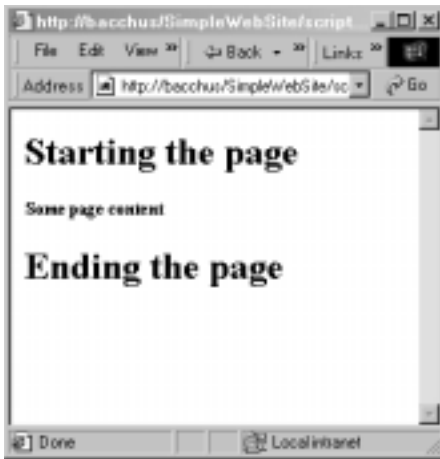 http://bacchus/SimpleWebSite/script...
File Edit View » Back » Links »
Address http://bacchus/SimpleWebSite/sc Go
Starting the page
Some page content
Ending the page
Done Local intranet